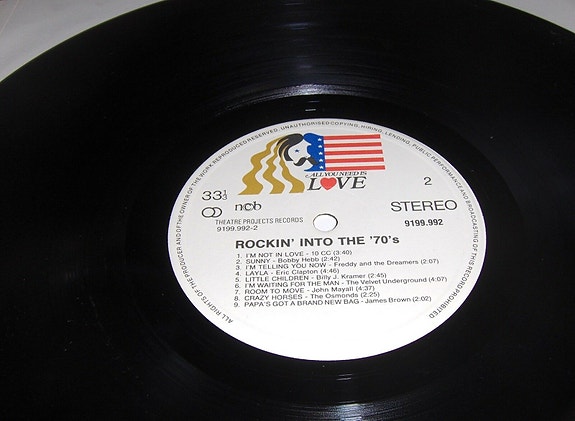 ALL RIGHTS OF THE PRODUCER AND OF THE OWNER OF THE WORK REPRODUCED RESERVED, UNAUTHORISED COPYING, HIRING, LENDING, PUBLIC PERFORMANCE AND BROADCASTING OF THIS RECORD PROHIBITED
ALL YOU NEED IS
LOVE
33 1/3
2
ncb
STEREO
THEATRE PROJECTS RECORDS
9199.992-2
9199.992
ROCKIN' INTO THE '70's
1. I'M NOT IN LOVE - 10 CC (3:40)
2. SUNNY - Bobby Hebb (2:42)
3. I'M TELLING YOU NOW - Freddy and the Dreamers (2:07)
4. LAYLA - Eric Clapton (4:46)
5. LITTLE CHILDREN - Billy J. Kramer (2:45)
6. I'M WAITING FOR THE MAN - The Velvet Underground (4:37)
7. ROOM TO MOVE - John Mayall (4:37)
8. CRAZY HORSES - The Osmonds (2:25)
9. PAPA'S GOT A BRAND NEW BAG - James Brown (2:02)